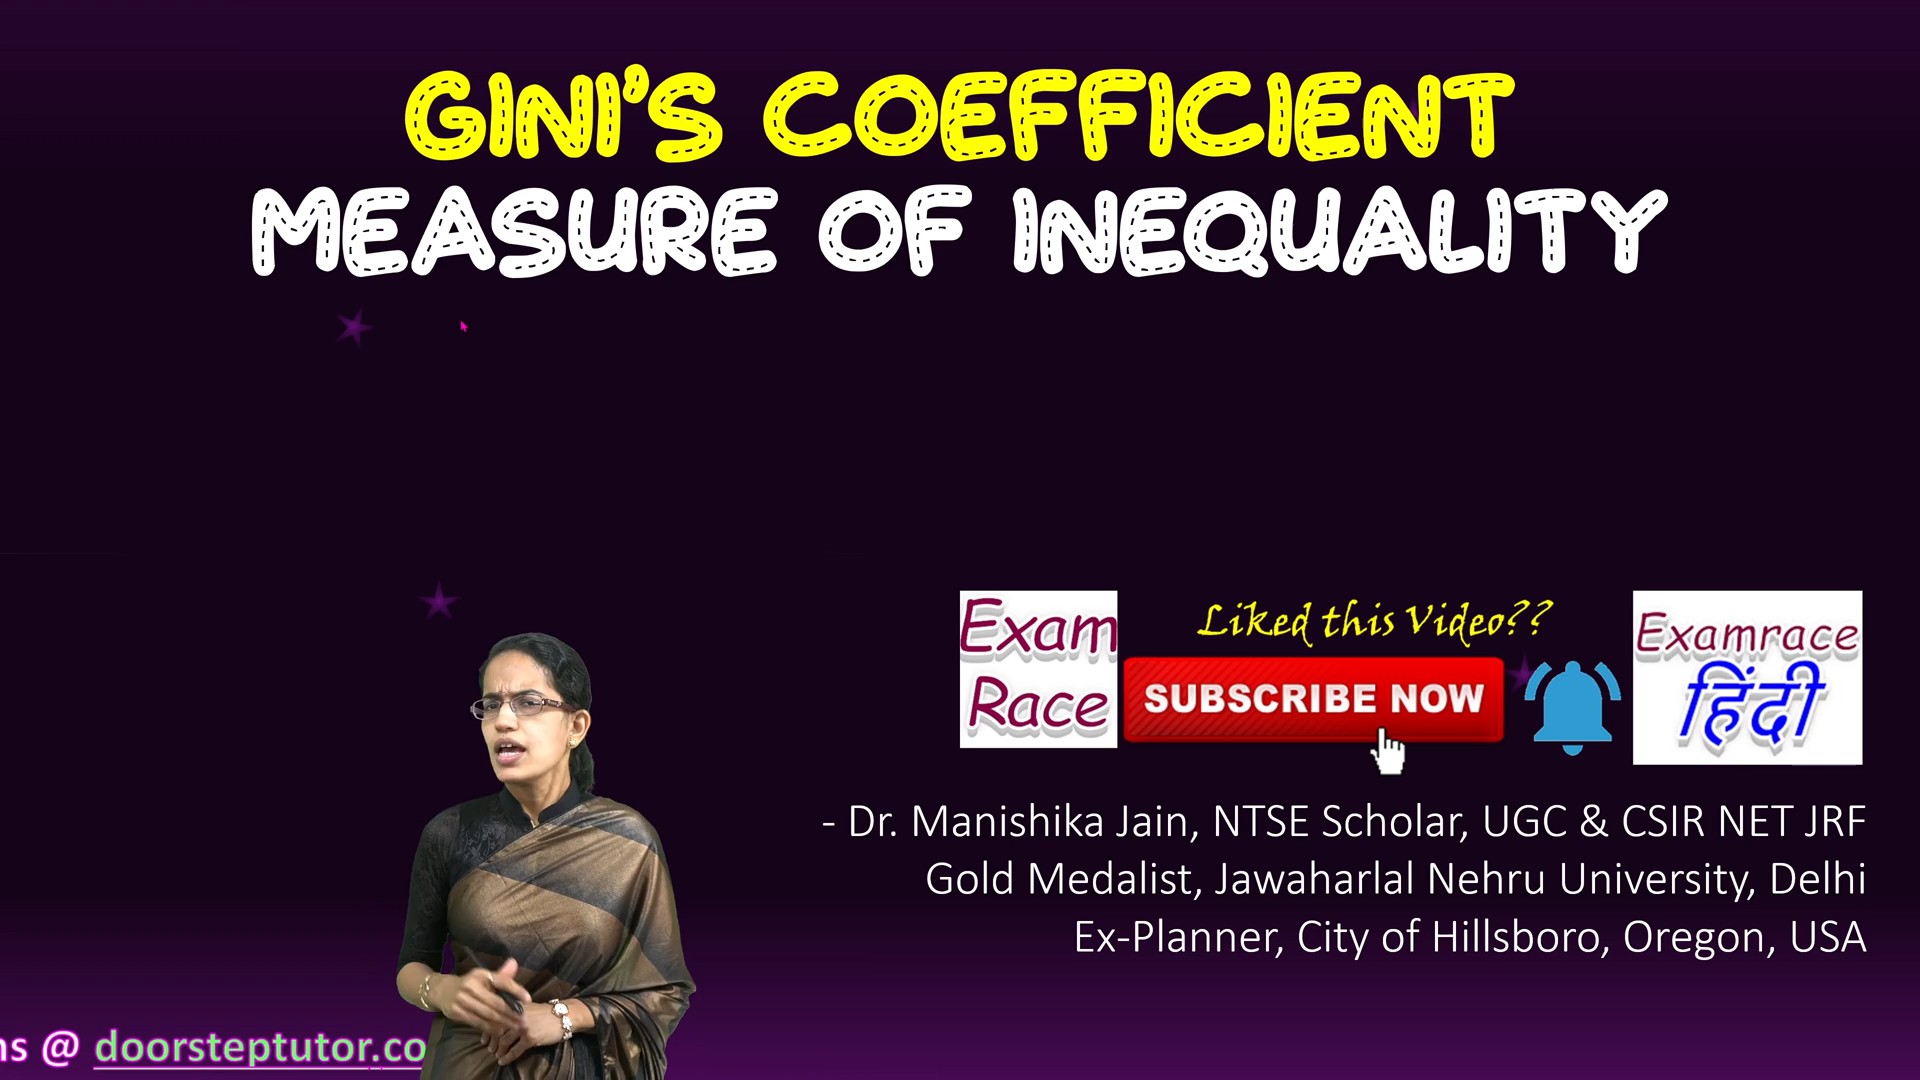 GINI'S COEFFICIENT
MEASURE OF INEQUALITY
Exam
Race
Liked this Video??
SUBSCRIBE NOW
Examrace
हिंदी
- Dr. Manishika Jain, NTSE Scholar, UGC & CSIR NET JRF
Gold Medalist, Jawaharlal Nehru University, Delhi
Ex-Planner, City of Hillsboro, Oregon, USA
ns @ doorsteptutor.co